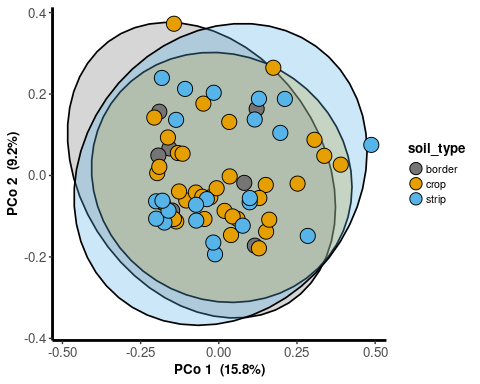 0.4
0.2
0.0
-0.2
-0.4
PCo 2 (9.2%)
-0.50
-0.25
0.00
0.25
0.50
PCo 1 (15.8%)
soil_type
border
crop
strip